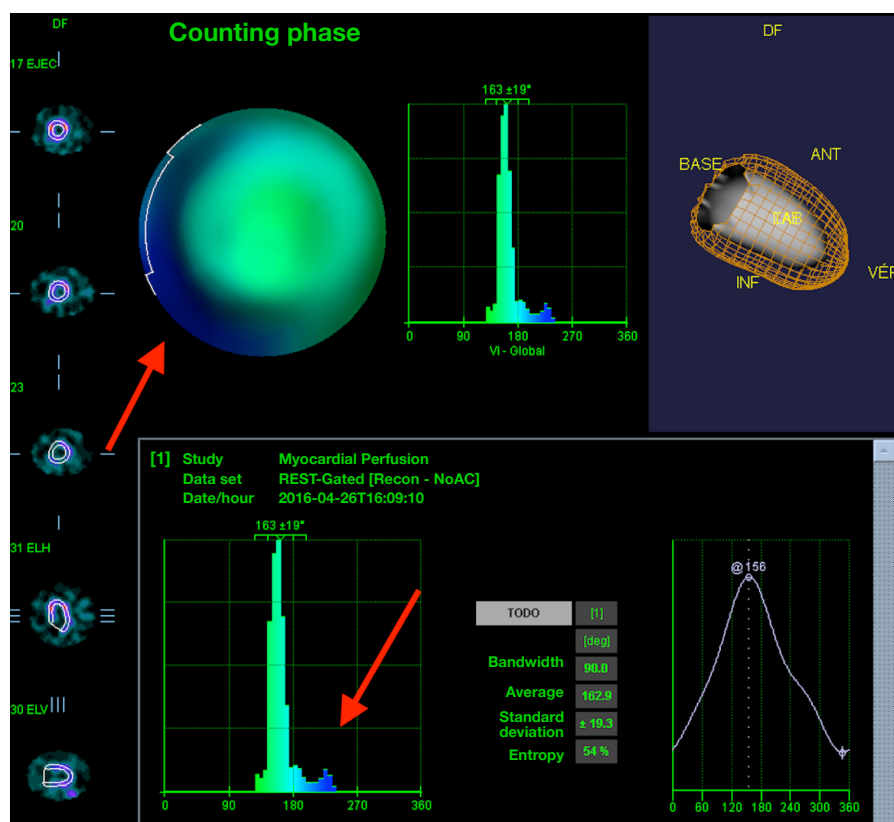 DF
Counting phase
DF
17 EJEC
163 ±19°
ANT
BASE
20
INF
VÉR
0 90 180 270 360
VI - Global
23
[1] Study Myocardial Perfusion
Data set REST-Gated [Recon - NoAC]
Date/hour 2016-04-26T16:09:10
163 ±19°
31 ELH
@156
TODO [1]
[deg]
Bandwidth 90.0
Average 162.9
Standard deviation ± 19.3
Entropy 54 %
30 ELV
0 90 180 270 360
0 60 120 180 240 300 360